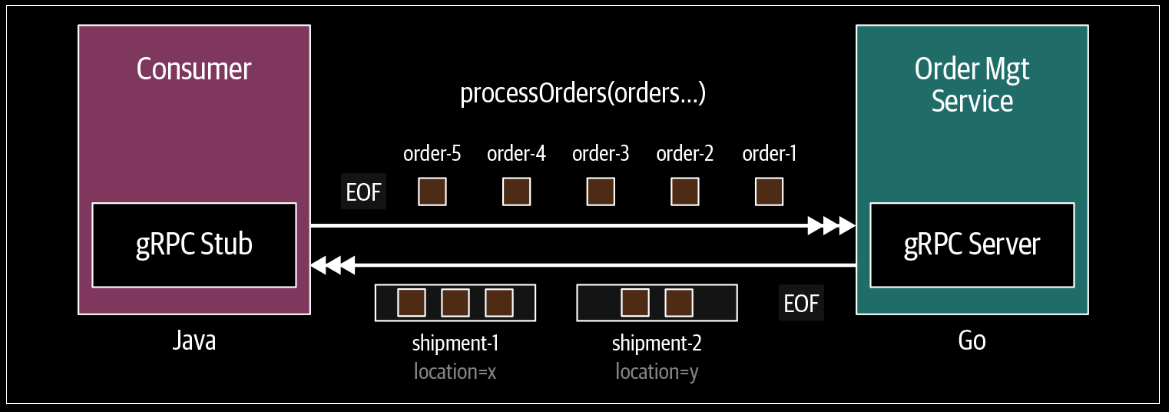 Consumer
Order Mgt
Service
processOrders(orders...)
order-5 order-4 order-3 order-2 order-1
EOF
gRPC Stub
gRPC Server
EOF
shipment-1 shipment-2
location=x location=y
Java
Go